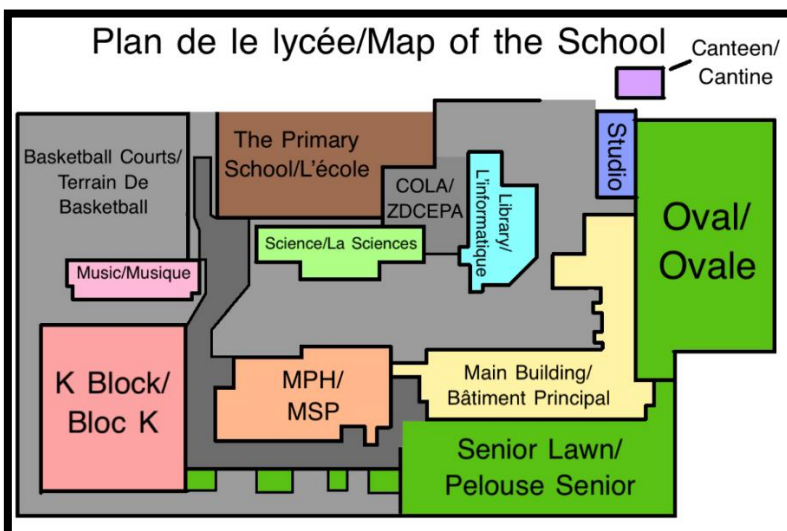 Plan de le lycée/Map of the School
Canteen/
Cantine
Basketball Courts/
Terrain De
Basketball
The Primary
School/L'école
COLA/
ZDCEPA
Library/
L'informatique
Studio
Oval/
Ovale
Science/La Sciences
Music/Musique
K Block/
Bloc K
MPH/
MSP
Main Building/
Bâtiment Principal
Senior Lawn/
Pelouse Senior